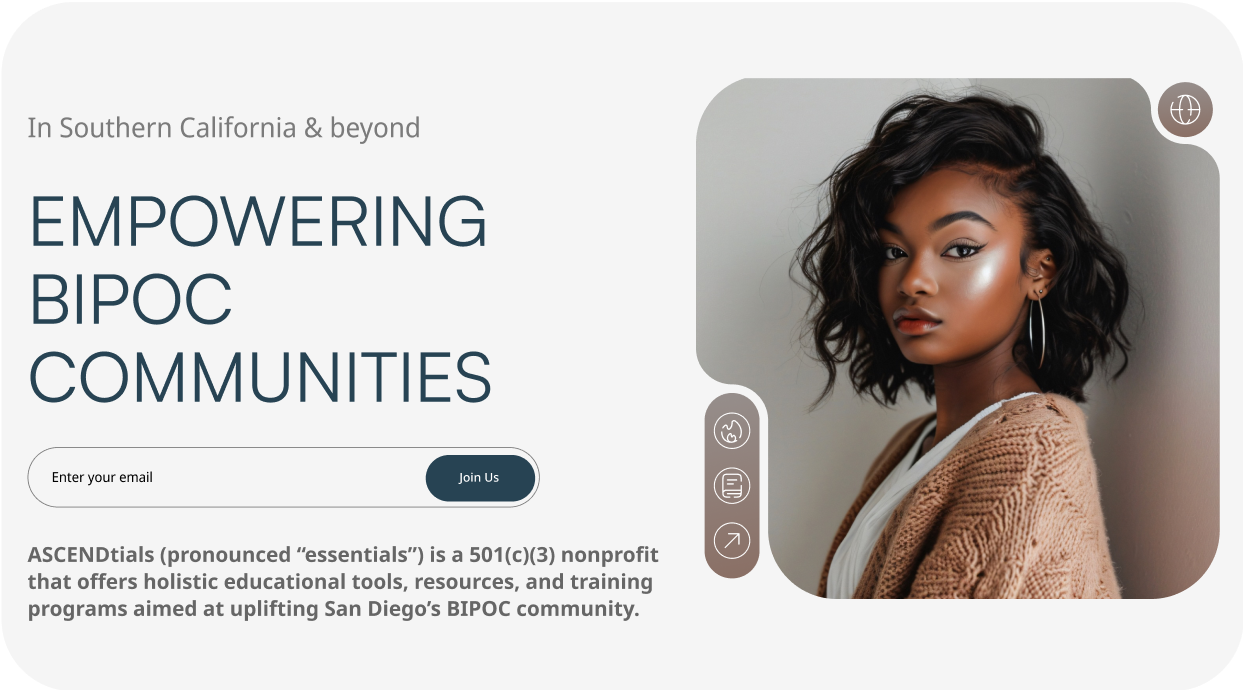 In Southern California & beyond
EMPOWERING
BIPOC
COMMUNITIES
Enter your email
Join Us
ASCENDtials (pronounced “essentials”) is a 501(c)(3) nonprofit
that offers holistic educational tools, resources, and training
programs aimed at uplifting San Diego’s BIPOC community.